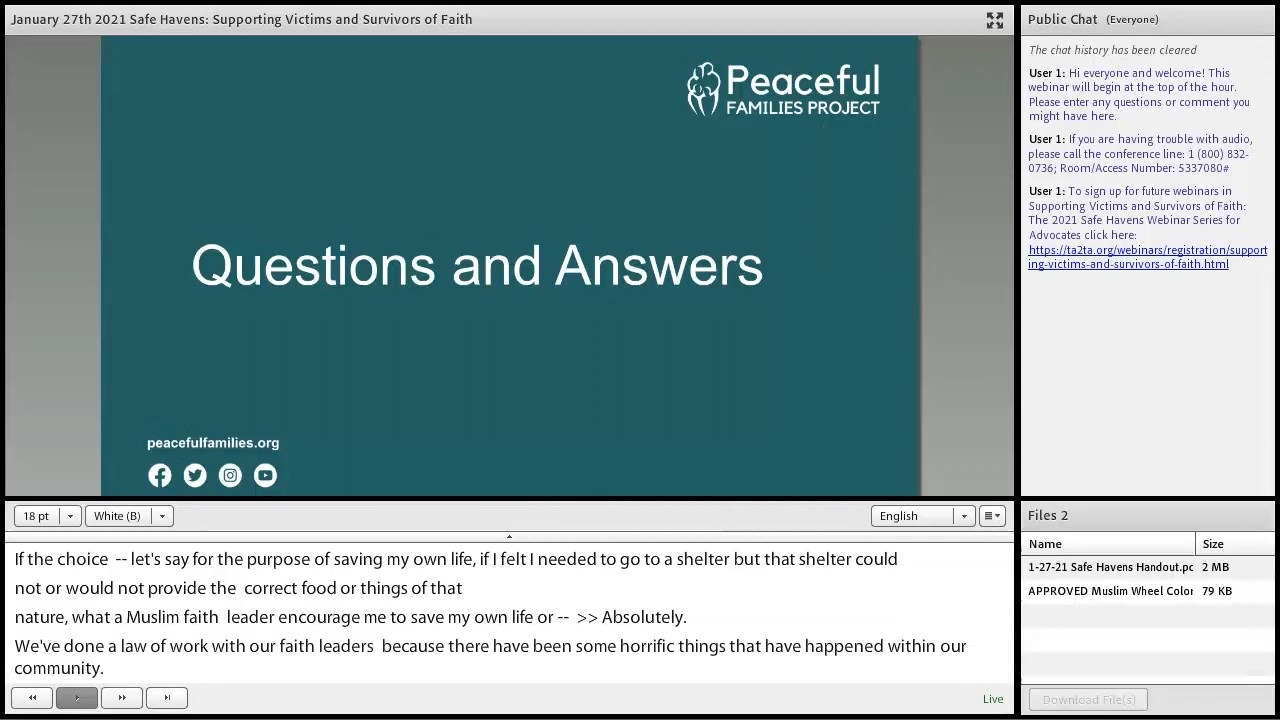 January 27th 2021 Safe Havens: Supporting Victims and Survivors of Faith
Peaceful
FAMILIES PROJECT
Questions and Answers
peacefulfamilies.org
Public Chat (Everyone)
The chat history has been cleared
User 1: Hi everyone and welcome! This
webinar will begin at the top of the hour.
Please enter any questions or comment you
might have here.
User 1: If you are having trouble with audio,
please call the conference line: 1 (800) 832-
0736; Room/Access Number: 5337080#
User 1: To sign up for future webinars in
Supporting Victims and Survivors of Faith:
The 2021 Safe Havens Webinar Series for
Advocates click here:
https://ta2ta.org/webinars/registration/support
ing-victims-and-survivors-of-faith.html
18 pt
White (B)
English
If the choice -- let's say for the purpose of saving my own life, if I felt I needed to go to a shelter but that shelter could
not or would not provide the correct food or things of that
nature, what a Muslim faith leader encourage me to save my own life or -- >> Absolutely.
We've done a law of work with our faith leaders because there have been some horrific things that have happened within our
community.
Live
Files 2
Name Size
1-27-21 Safe Havens Handout.pc 2 MB
APPROVED Muslim Wheel Color 79 KB
Download File(s)